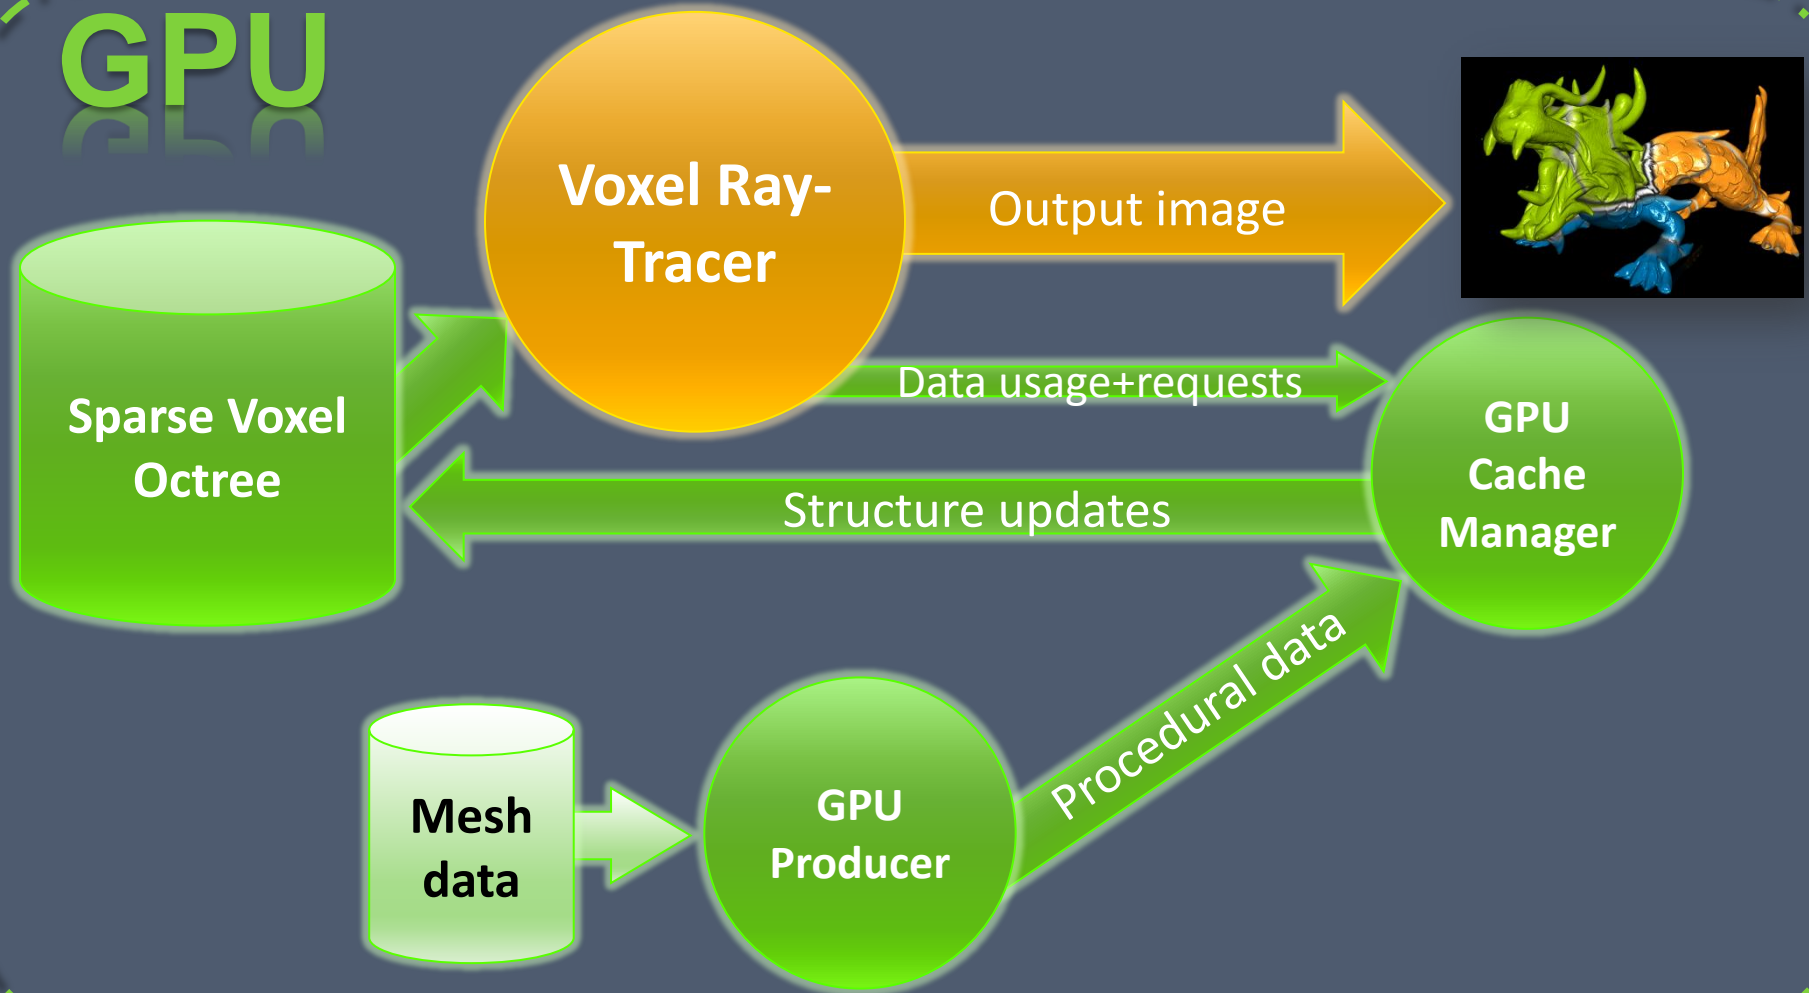 GPU
Voxel Ray-
Tracer
Output image
Sparse Voxel
Octree
Data usage+requests
GPU
Cache
Manager
Structure updates
Procedural data
Mesh
data
GPU
Producer